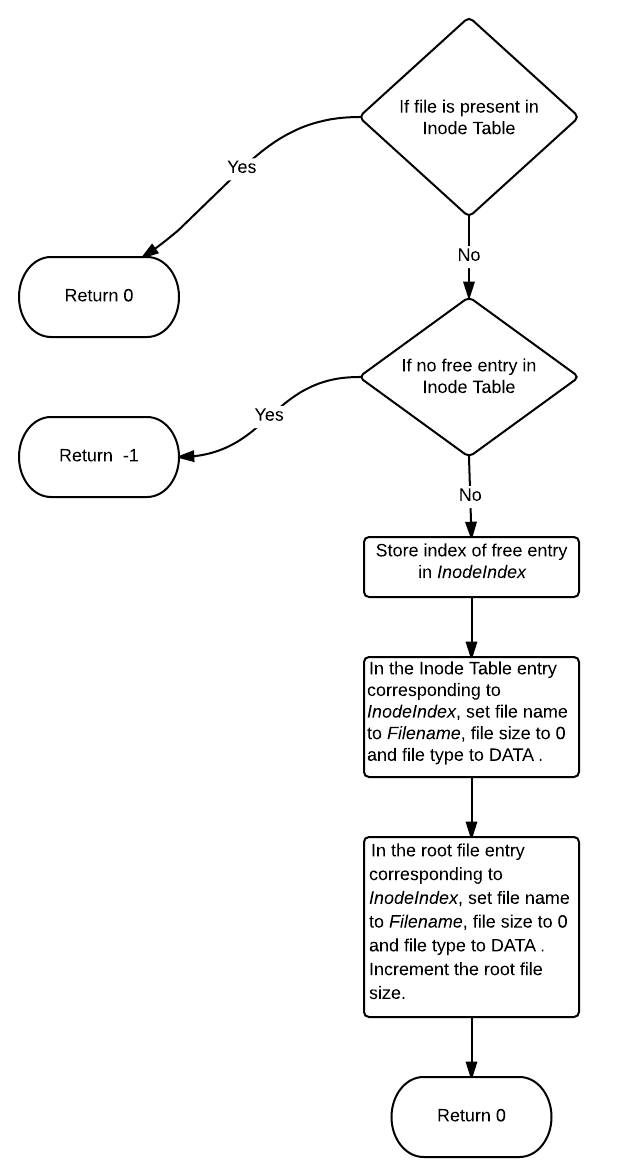 If file is present in
Inode Table
Yes
No
Return 0
If no free entry in
Inode Table
Yes
Return -1
No
Store index of free entry
in InodeIndex
In the Inode Table entry
corresponding to
InodeIndex, set file name
to Filename, file size to 0
and file type to DATA .
In the root file entry
corresponding to
InodeIndex, set file name
to Filename, file size to 0
and file type to DATA .
Increment the root file
size.
Return 0